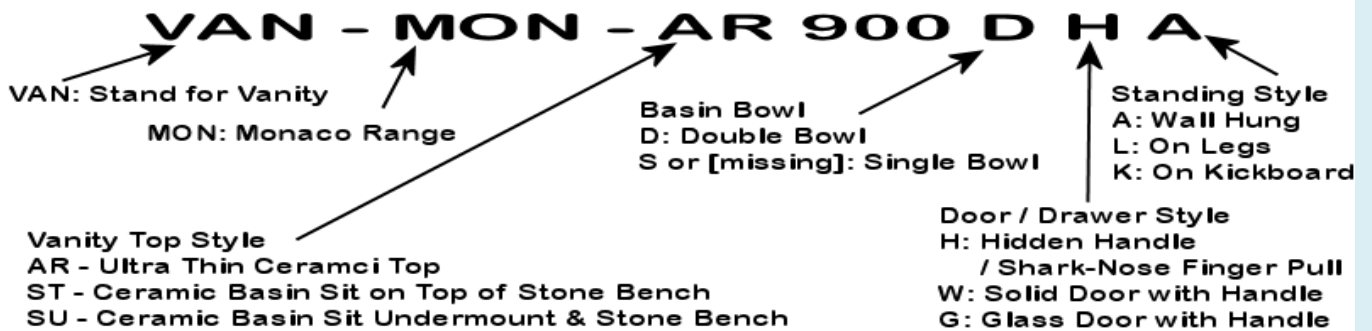 VAN - MON - AR 900 D H A
VAN: Stand for Vanity
MON: Monaco Range
Basin Bowl
D: Double Bowl
S or [missing]: Single Bowl
Standing Style
A: Wall Hung
L: On Legs
K: On Kickboard
Vanity Top Style
AR - Ultra Thin Ceramci Top
ST - Ceramic Basin Sit on Top of Stone Bench
SU - Ceramic Basin Sit Undermount & Stone Bench
Door / Drawer Style
H: Hidden Handle
/ Shark-Nose Finger Pull
W: Solid Door with Handle
G: Glass Door with Handle